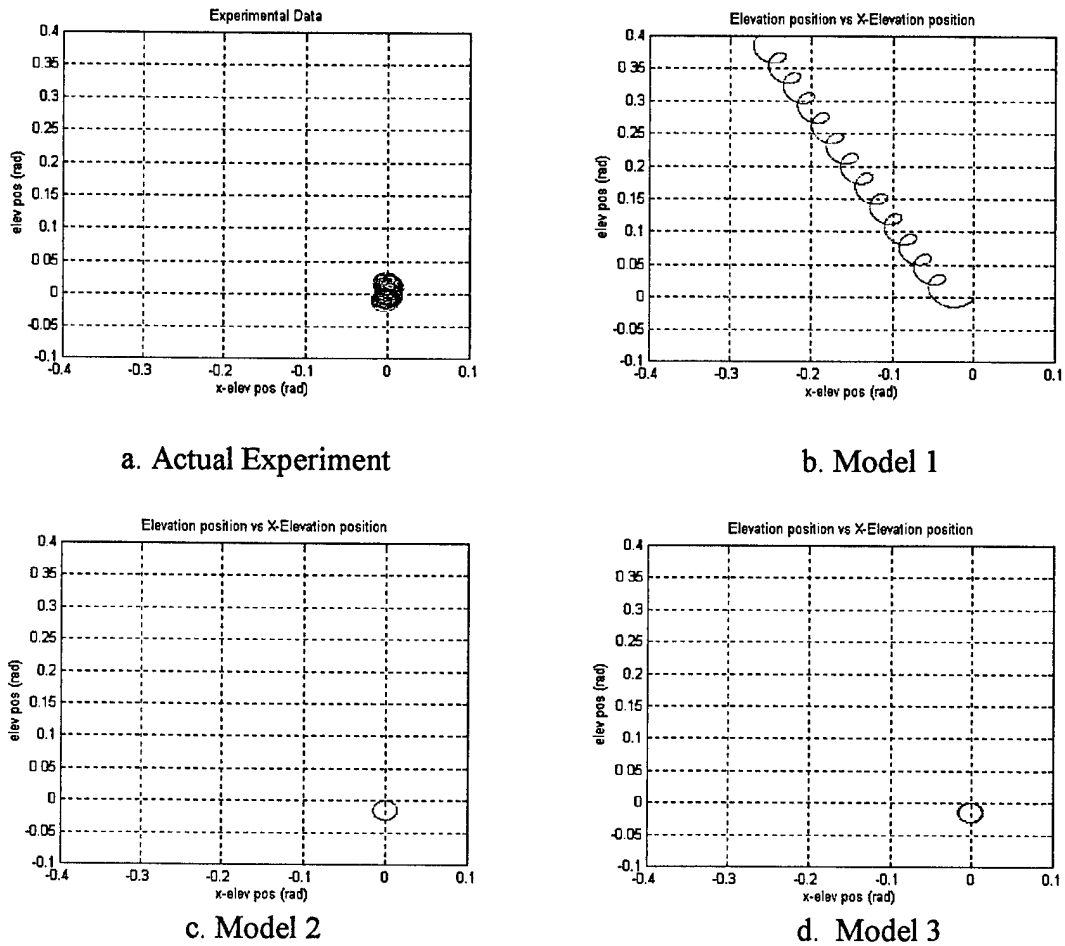 Experimental Data
0.4
0.35
0.3
0.25
0.2
0.15
0.1
0.05
0
-0.05
-0.1
elev pos (rad)
-0.4 -0.3 -0.2 -0.1 0 0.1
x-elev pos (rad)
a. Actual Experiment
Elevation position vs X-Elevation position
0.4
0.35
0.3
0.25
0.2
0.15
0.1
0.05
0
-0.05
-0.1
elev pos (rad)
-0.4 -0.3 -0.2 -0.1 0 0.1
x-elev pos (rad)
b. Model 1
Elevation position vs X-Elevation position
0.4
0.35
0.3
0.25
0.2
0.15
0.1
0.05
0
-0.05
-0.1
elev pos (rad)
-0.4 -0.3 -0.2 -0.1 0 0.1
x-elev pos (rad)
c. Model 2
Elevation position vs X-Elevation position
0.4
0.35
0.3
0.25
0.2
0.15
0.1
0.05
0
-0.05
-0.1
elev pos (rad)
-0.4 -0.3 -0.2 -0.1 0 0.1
x-elev pos (rad)
d. Model 3